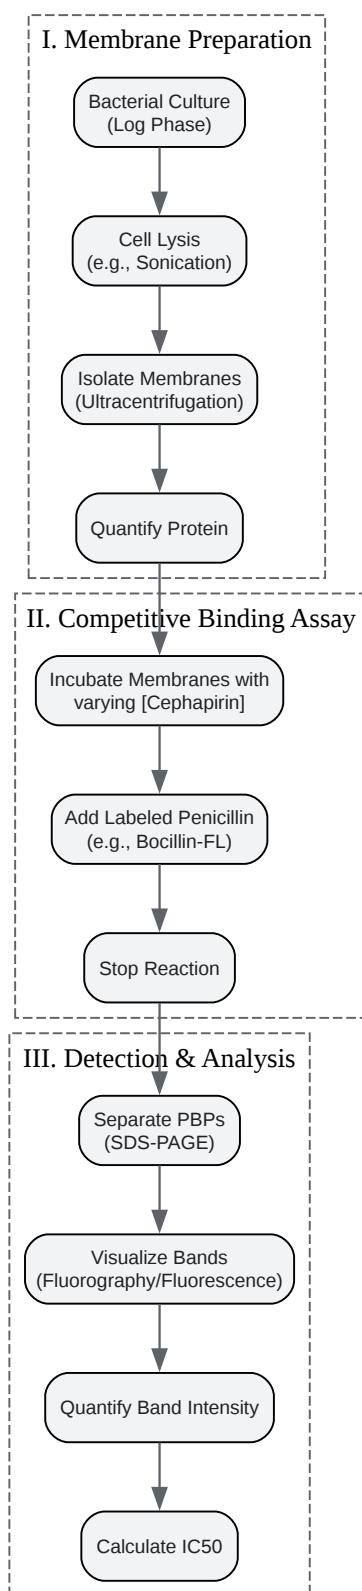 I. Membrane Preparation
Bacterial Culture
(Log Phase)
Cell Lysis
(e.g., Sonication)
Isolate Membranes
(Ultracentrifugation)
Quantify Protein
II. Competitive Binding Assay
Incubate Membranes with
varying [Cephapirin]
Add Labeled Penicillin
(e.g., Bocillin-FL)
Stop Reaction
III. Detection & Analysis
Separate PBPs
(SDS-PAGE)
Visualize Bands
(Fluorography/Fluorescence)
Quantify Band Intensity
Calculate IC50